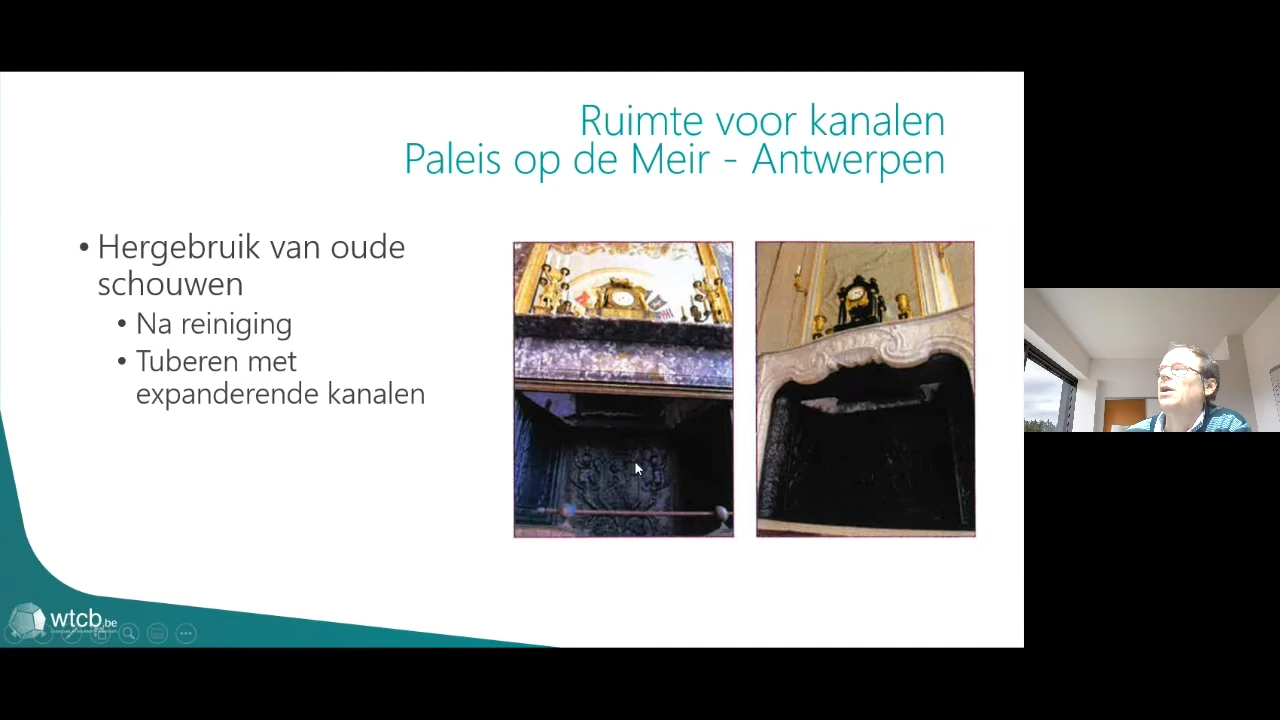 Ruimte voor kanalen
Paleis op de Meir - Antwerpen
• Hergebruik van oude
schouwen
• Na reiniging
• Tuberen met
expanderende kanalen
wtcb.be